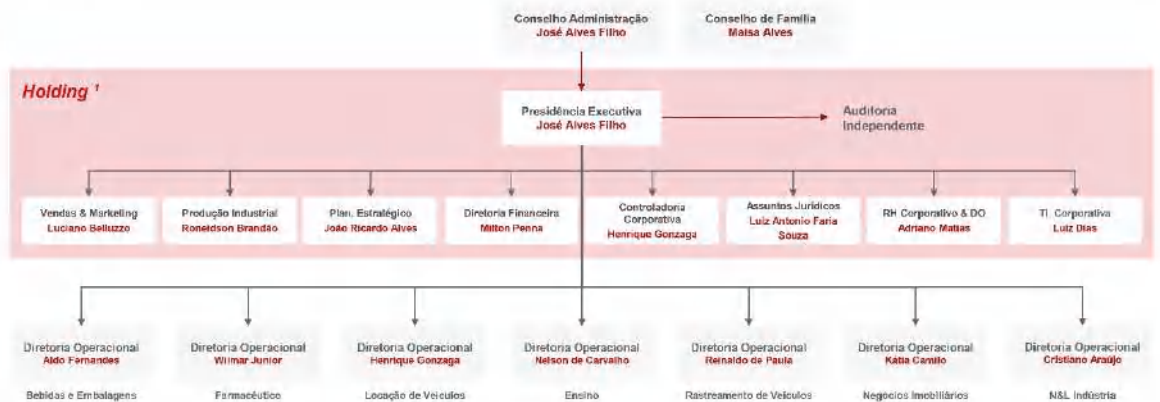 Conselho Administração
José Alves Filho
Conselho de Família
Maisa Alves
Holding ¹
Presidência Executiva
José Alves Filho
Auditoria
Independente
Vendas & Marketing
Luciano Belluzzo
Produção Industrial
Roneidson Brandão
Plan. Estratégico
João Ricardo Alves
Diretoria Financeira
Milton Penna
Controladoria
Corporativa
Henrique Gonzaga
Assuntos Jurídicos
Luiz Antonio Faria
Souza
RH Corporativo & DO
Adriano Matias
TI. Corporativa
Luiz Dias
Diretoria Operacional
Aldo Fernandes
Bebidas e Embalagens
Diretoria Operacional
Wilmar Junior
Farmacêutico
Diretoria Operacional
Henrique Gonzaga
Locação de Veículos
Diretoria Operacional
Nelson de Carvalho
Ensino
Diretoria Operacional
Reinaldo de Paula
Rastreamento de Veículos
Diretoria Operacional
Kátia Camilo
Negócios Imobiliários
Diretoria Operacional
Cristiano Araújo
N&L Indústria